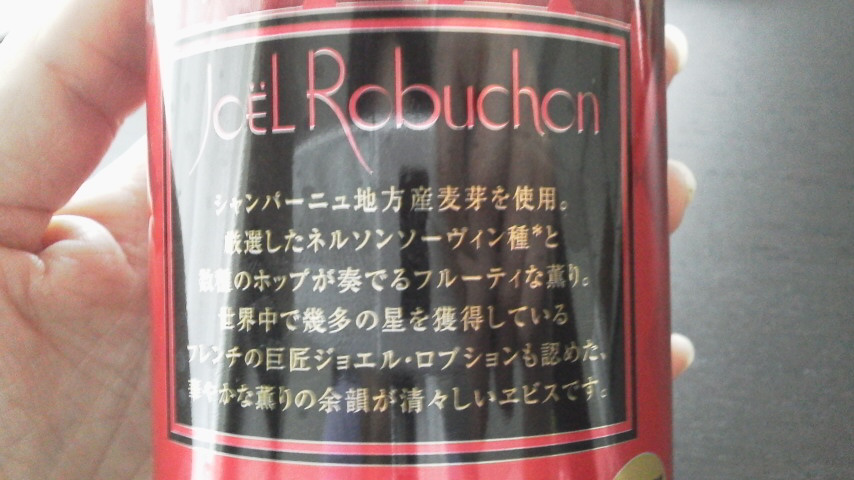 JoëL Robuchon
シャンパーニュ地方産麦芽を使用。
厳選したネルソンソーヴィン種*と
数種のホップが奏でるフルーティな薫り。
世界中で幾多の星を獲得している
フレンチの巨匠ジョエル・ロブションも認めた、
華やかな薫りの余韻が清々しいヱビスです。